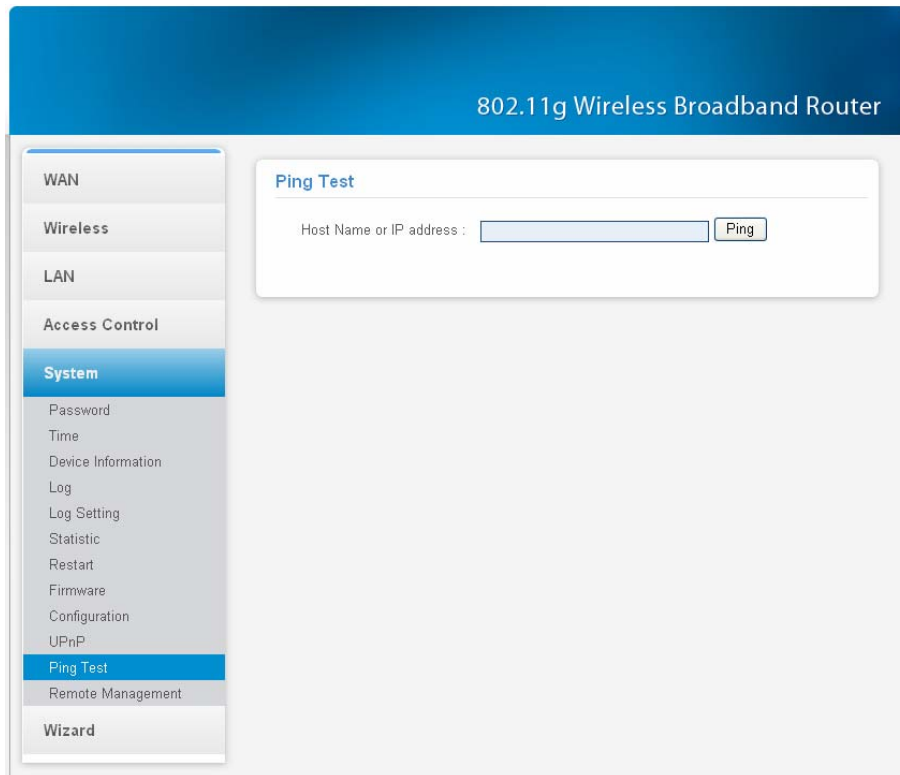 802.11g Wireless Broadband Router
WAN
Wireless
LAN
Access Control
System
Password
Time
Device Information
Log
Log Setting
Statistic
Restart
Firmware
Configuration
UPnP
Ping Test
Remote Management
Wizard
Ping Test
Host Name or IP address :
Ping